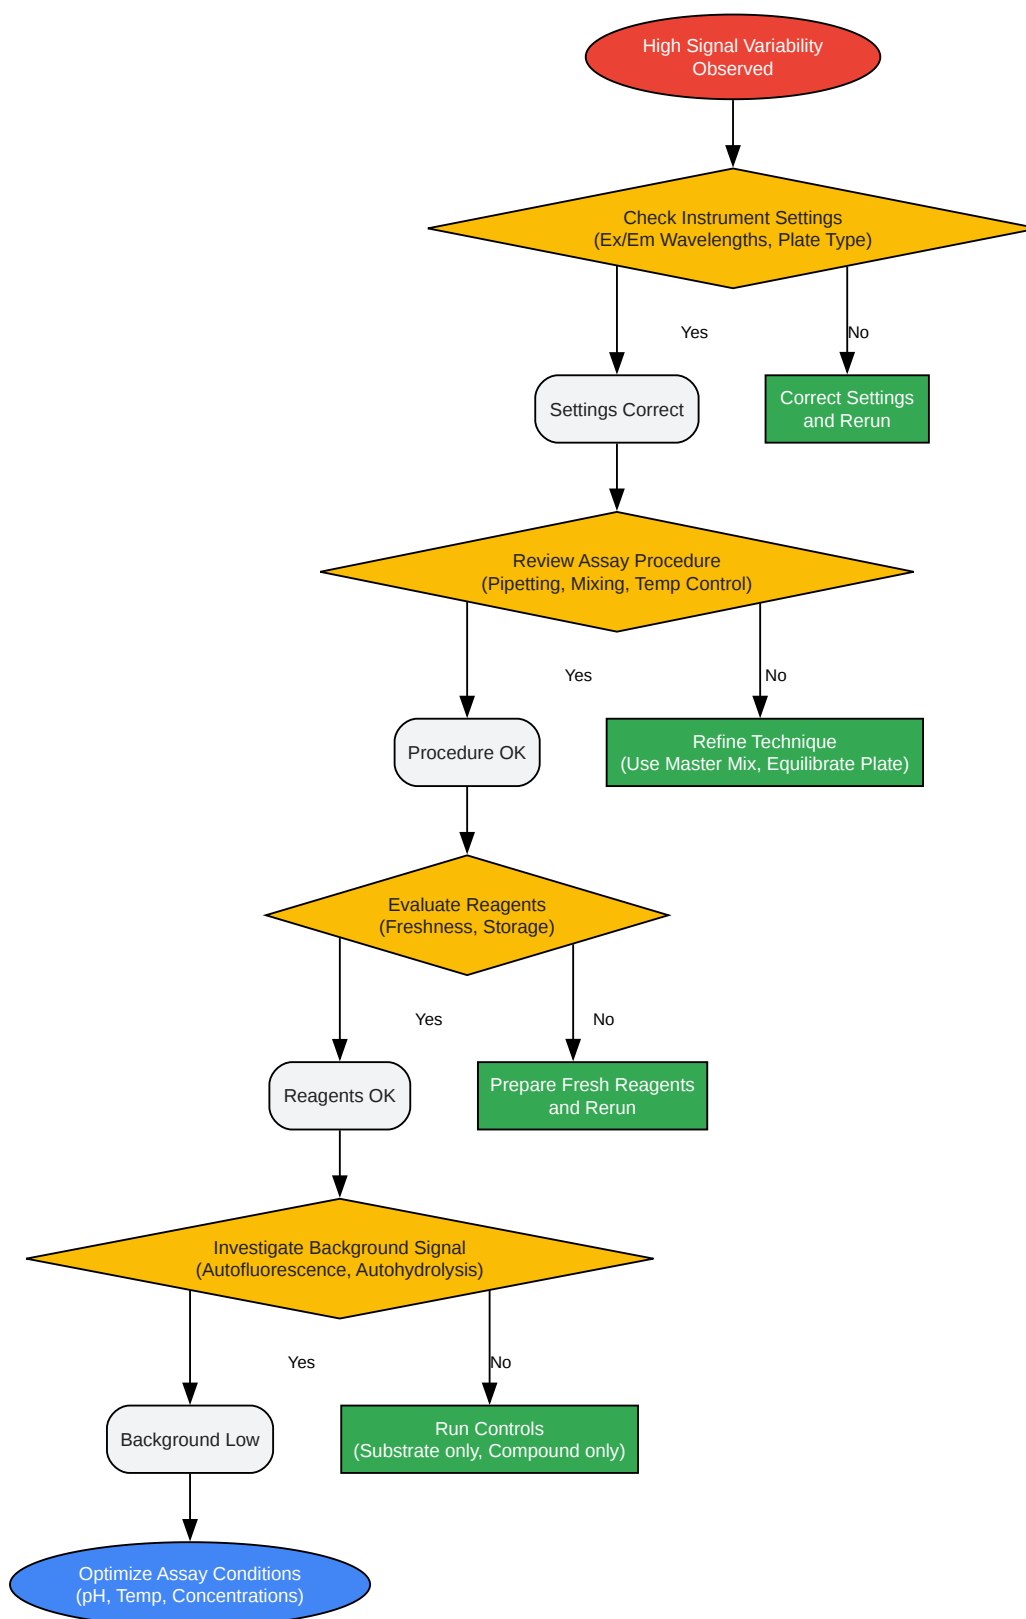 High Signal Variability
Observed
Check Instrument Settings
(Ex/Em Wavelengths, Plate Type)
Yes
No
Settings Correct
Correct Settings
and Rerun
Review Assay Procedure
(Pipetting, Mixing, Temp Control)
Yes
No
Procedure OK
Refine Technique
(Use Master Mix, Equilibrate Plate)
Evaluate Reagents
(Freshness, Storage)
Yes
No
Reagents OK
Prepare Fresh Reagents
and Rerun
Investigate Background Signal
(Autofluorescence, Autohydrolysis)
Yes
No
Background Low
Run Controls
(Substrate only, Compound only)
Optimize Assay Conditions
(pH, Temp, Concentrations)